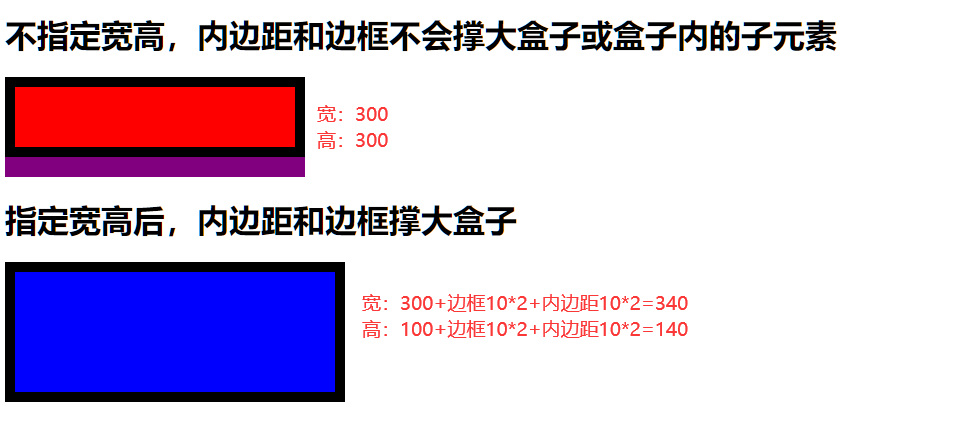 不指定宽高，内边距和边框不会撑大盒子或盒子内的子元素
宽：300
高：300
指定宽高后，内边距和边框撑大盒子
宽：300+边框10*2+内边距10*2=340
高：100+边框10*2+内边距10*2=140